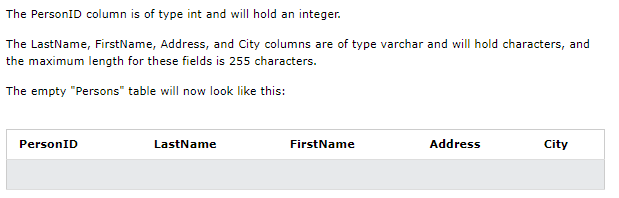 The PersonID column is of type int and will hold an integer.
The LastName, FirstName, Address, and City columns are of type varchar and will hold characters, and
the maximum length for these fields is 255 characters.
The empty "Persons" table will now look like this:
PersonID LastName FirstName Address City